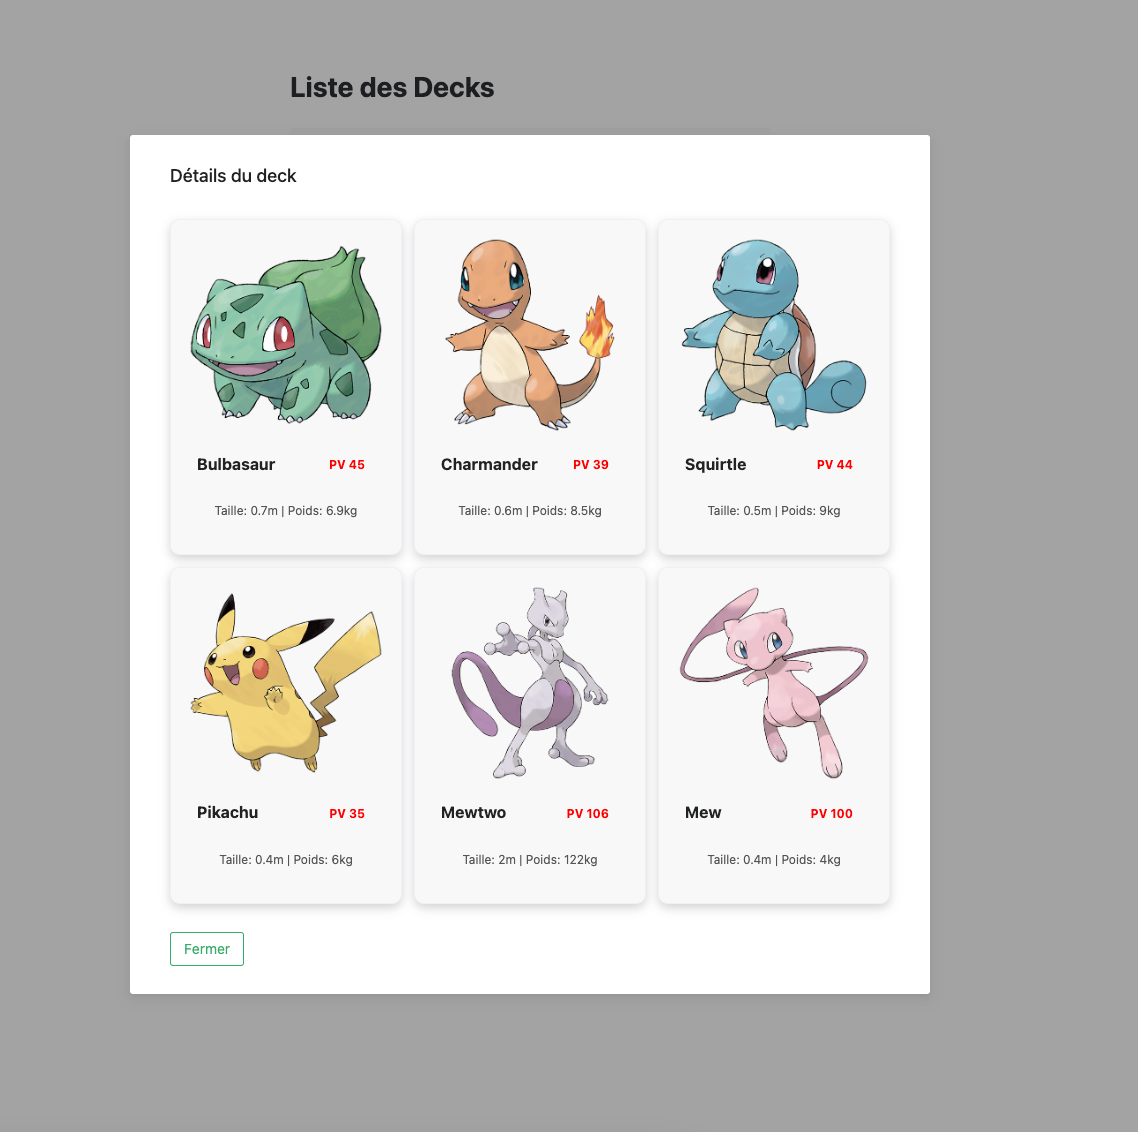 Liste des Decks
Détails du deck
Bulbasaur PV 45
Taille: 0.7m | Poids: 6.9kg
Charmander PV 39
Taille: 0.6m | Poids: 8.5kg
Squirtle PV 44
Taille: 0.5m | Poids: 9kg
Pikachu PV 35
Taille: 0.4m | Poids: 6kg
Mewtwo PV 106
Taille: 2m | Poids: 122kg
Mew PV 100
Taille: 0.4m | Poids: 4kg
Fermer